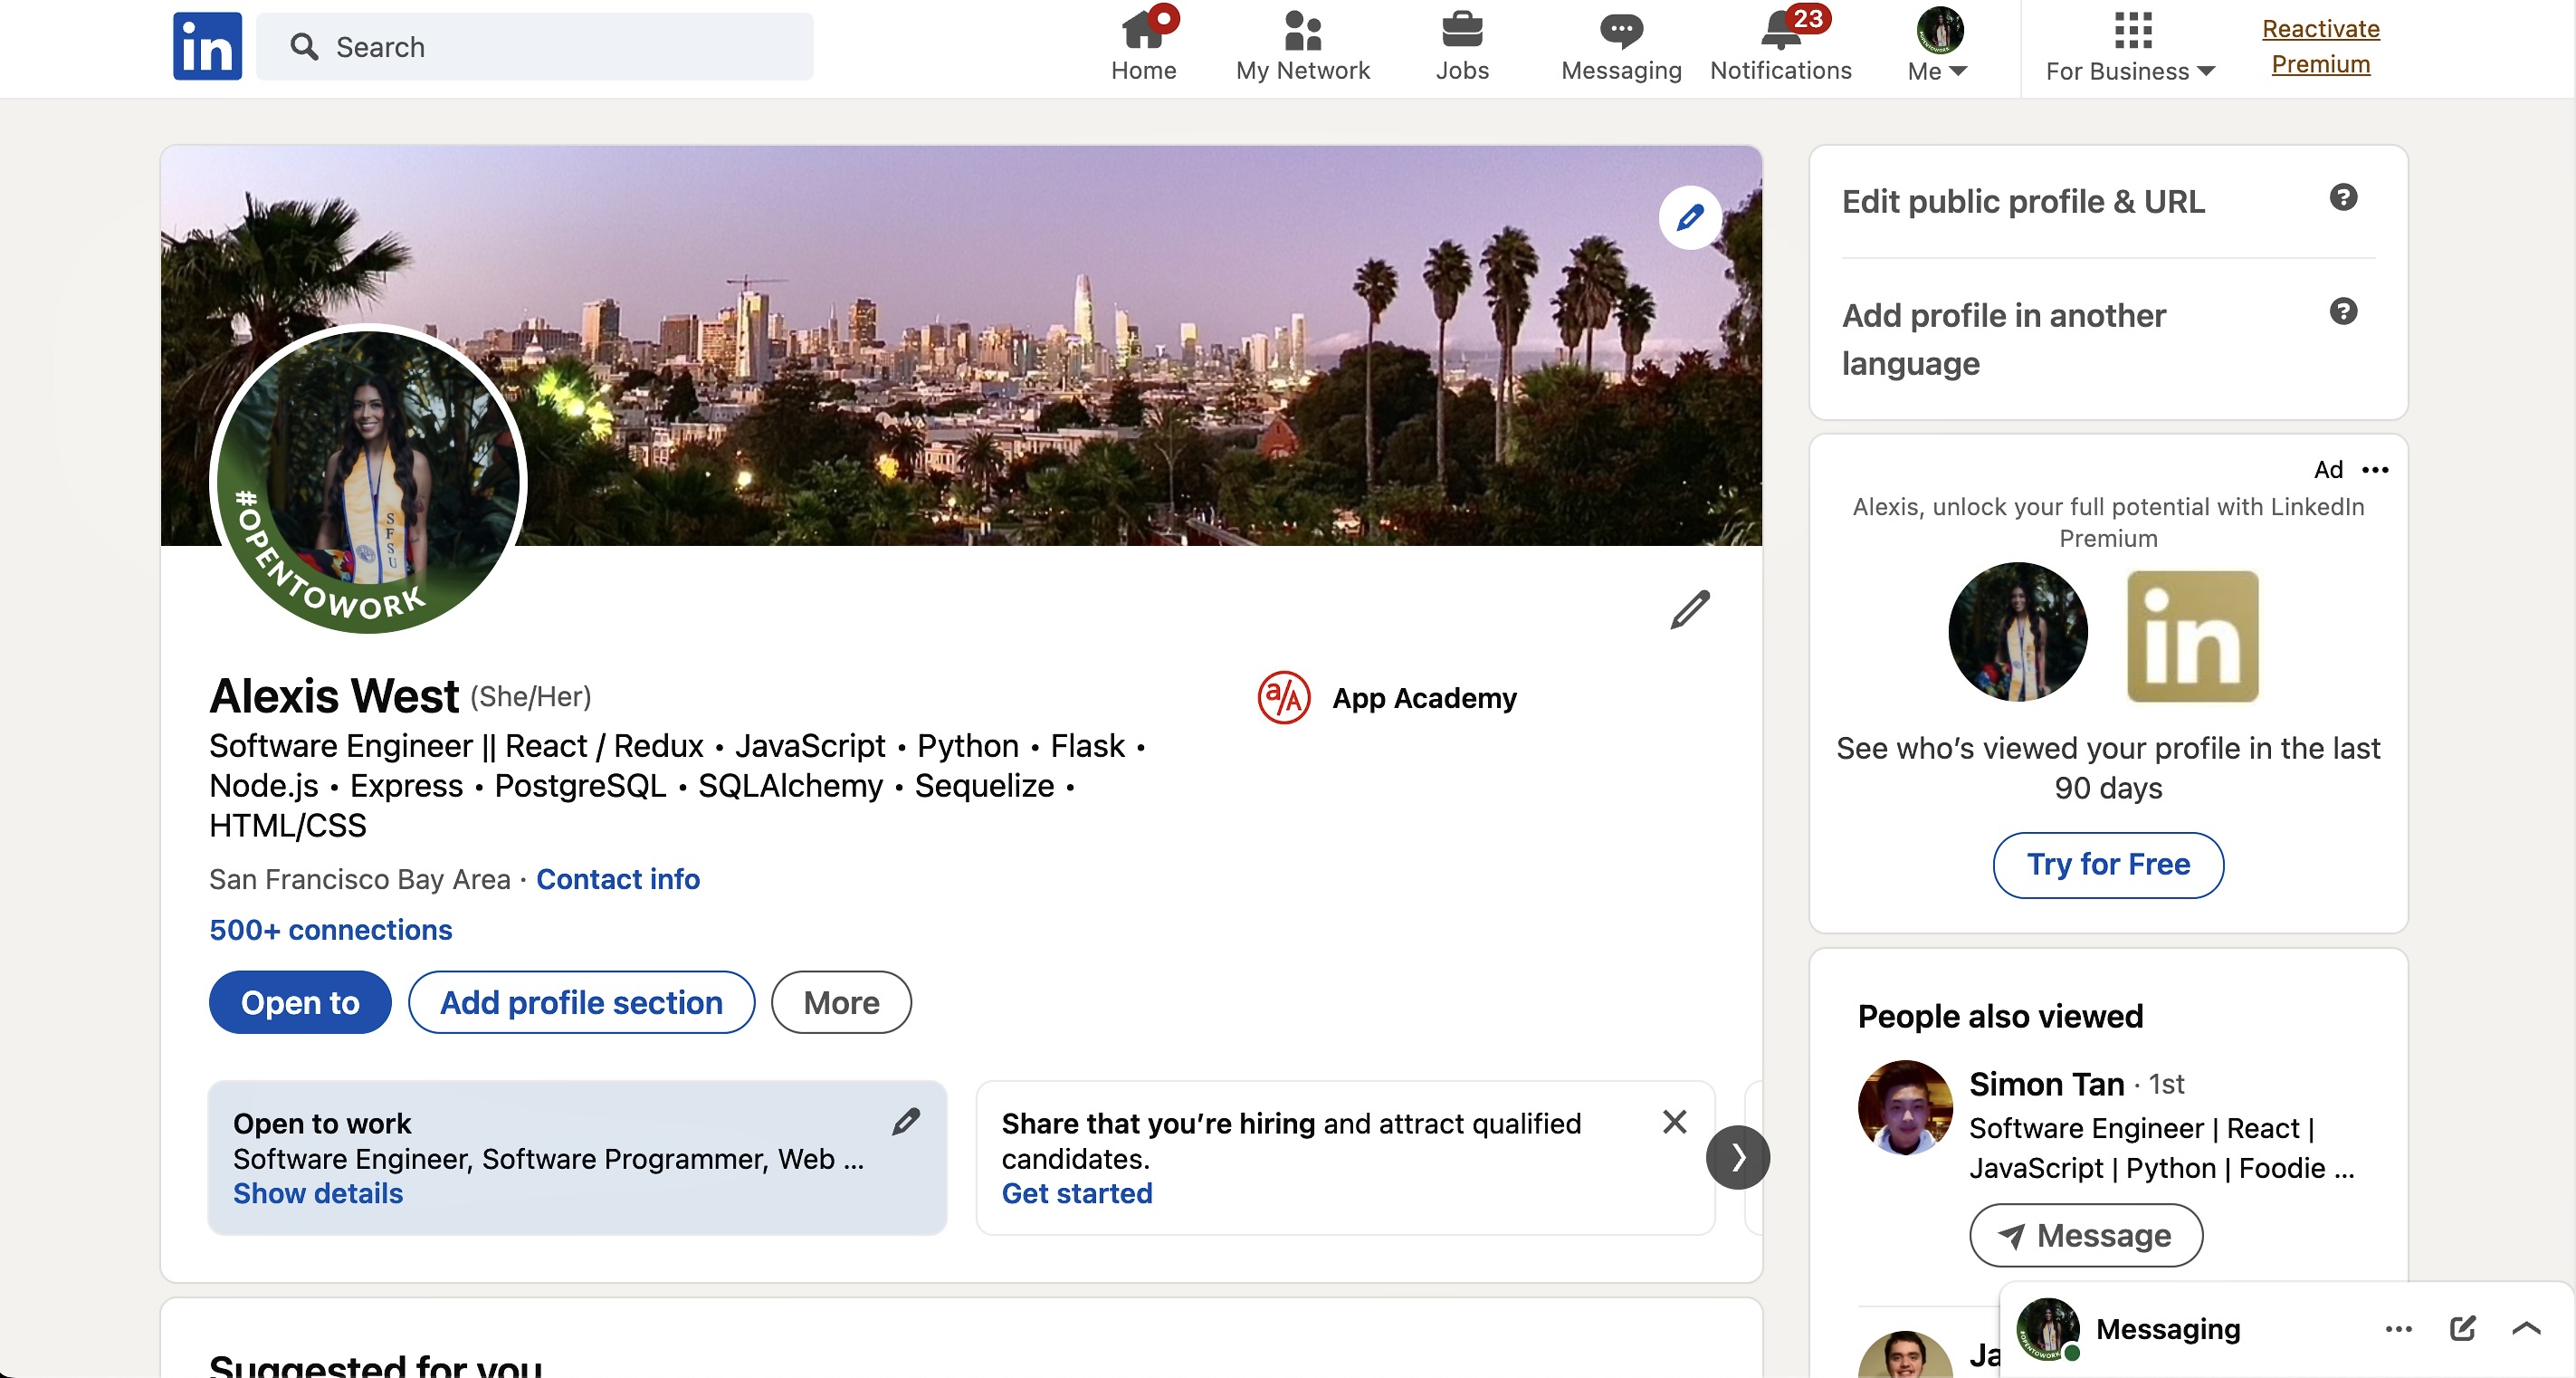 in
Search
Home
My Network
Jobs
Messaging
23
Notifications
Me
For Business
Reactivate
Premium
#OPENTOWORK
SFSU
Alexis West (She/Her)
Software Engineer || React / Redux • JavaScript • Python • Flask •
Node.js • Express • PostgreSQL • SQLAlchemy • Sequelize •
HTML/CSS
San Francisco Bay Area · Contact info
500+ connections
Open to
Add profile section
More
a/A
App Academy
Open to work
Software Engineer, Software Programmer, Web ...
Show details
Share that you’re hiring and attract qualified
candidates.
Get started
Suggested for you
Edit public profile & URL
?
Add profile in another
language
?
Ad
Alexis, unlock your full potential with LinkedIn
Premium
in
See who’s viewed your profile in the last
90 days
Try for Free
People also viewed
Simon Tan · 1st
Software Engineer | React |
JavaScript | Python | Foodie ...
Message
Ja
Messaging